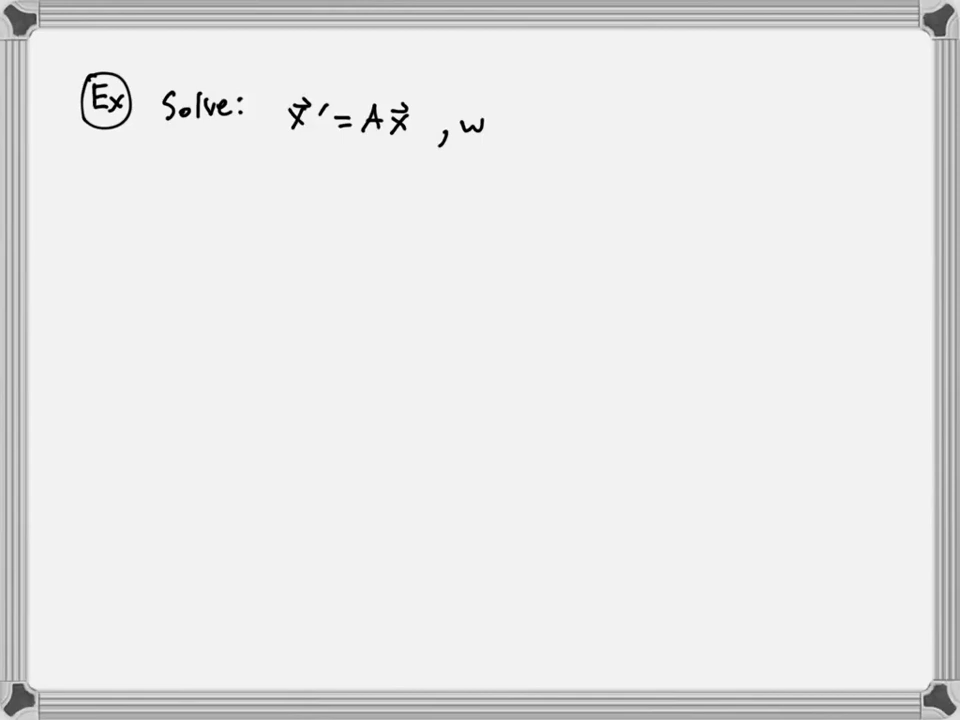 Ex Solve: x⃗′ = Ax⃗ , w